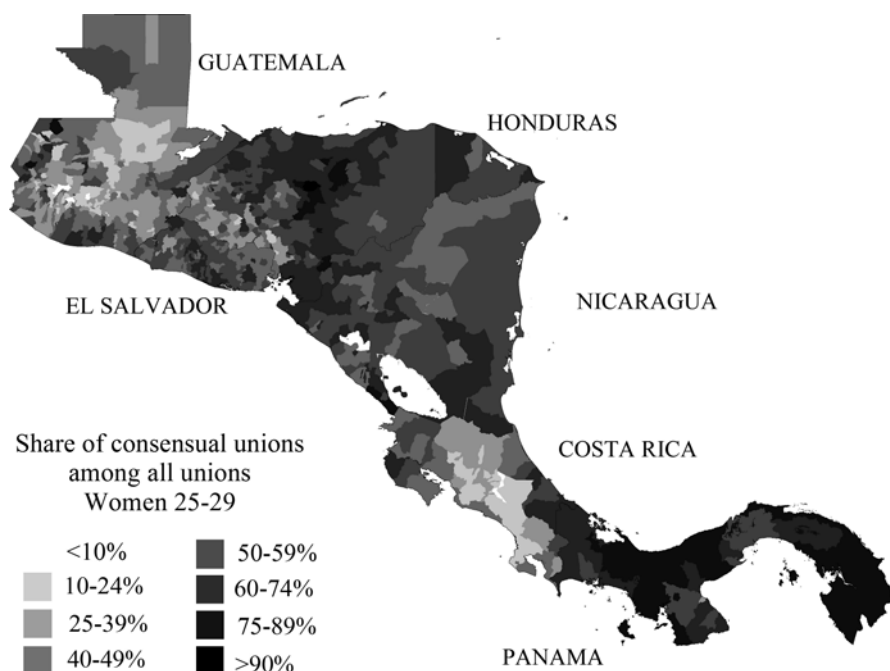 GUATEMALA
HONDURAS
EL SALVADOR
NICARAGUA
COSTA RICA
PANAMA
Share of consensual unions
among all unions
Women 25-29
<10%
10-24%
25-39%
40-49%
50-59%
60-74%
75-89%
>90%